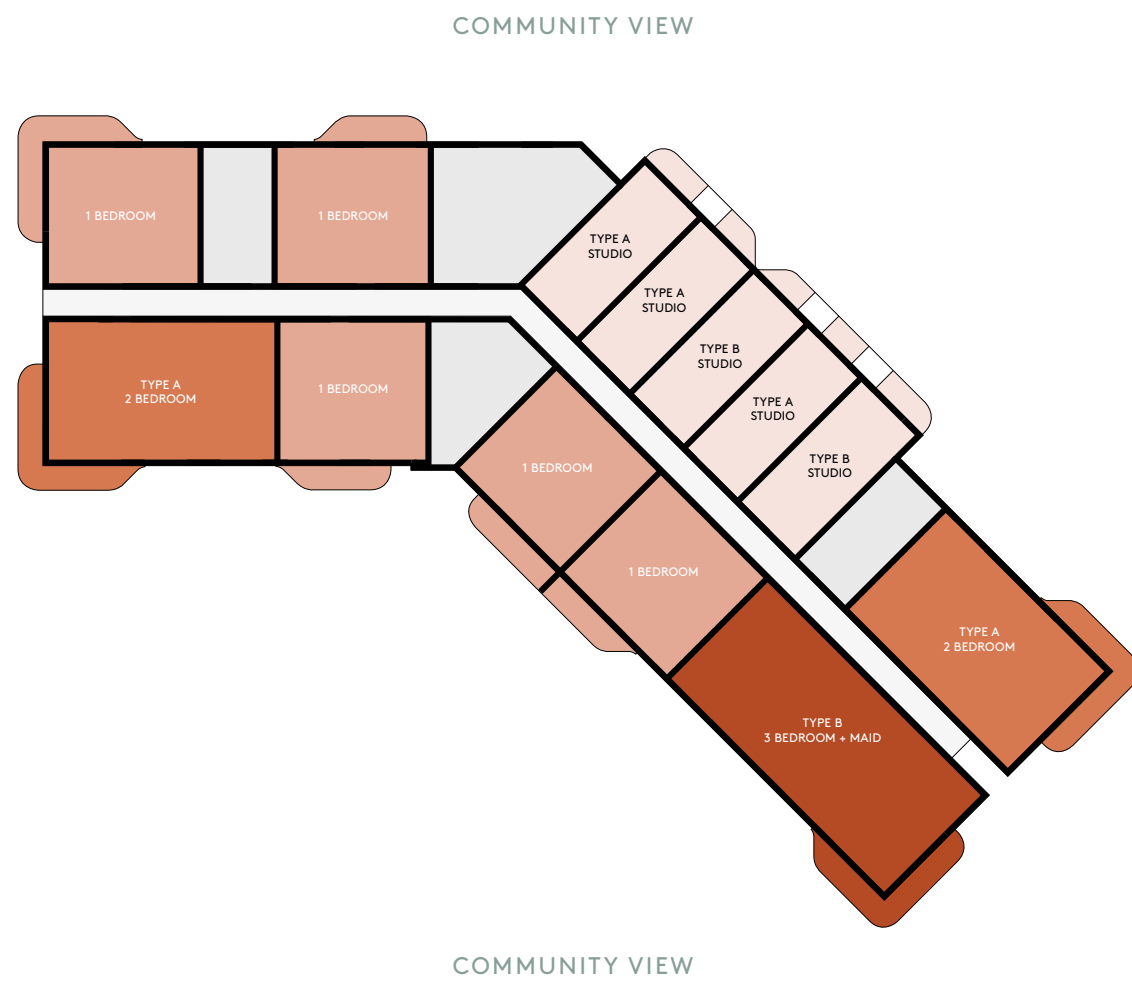 COMMUNITY VIEW
1 BEDROOM
1 BEDROOM
TYPE A
STUDIO
TYPE A
STUDIO
TYPE B
STUDIO
TYPE A
STUDIO
TYPE B
STUDIO
TYPE A
2 BEDROOM
1 BEDROOM
1 BEDROOM
1 BEDROOM
TYPE A
2 BEDROOM
TYPE B
3 BEDROOM + MAID
COMMUNITY VIEW